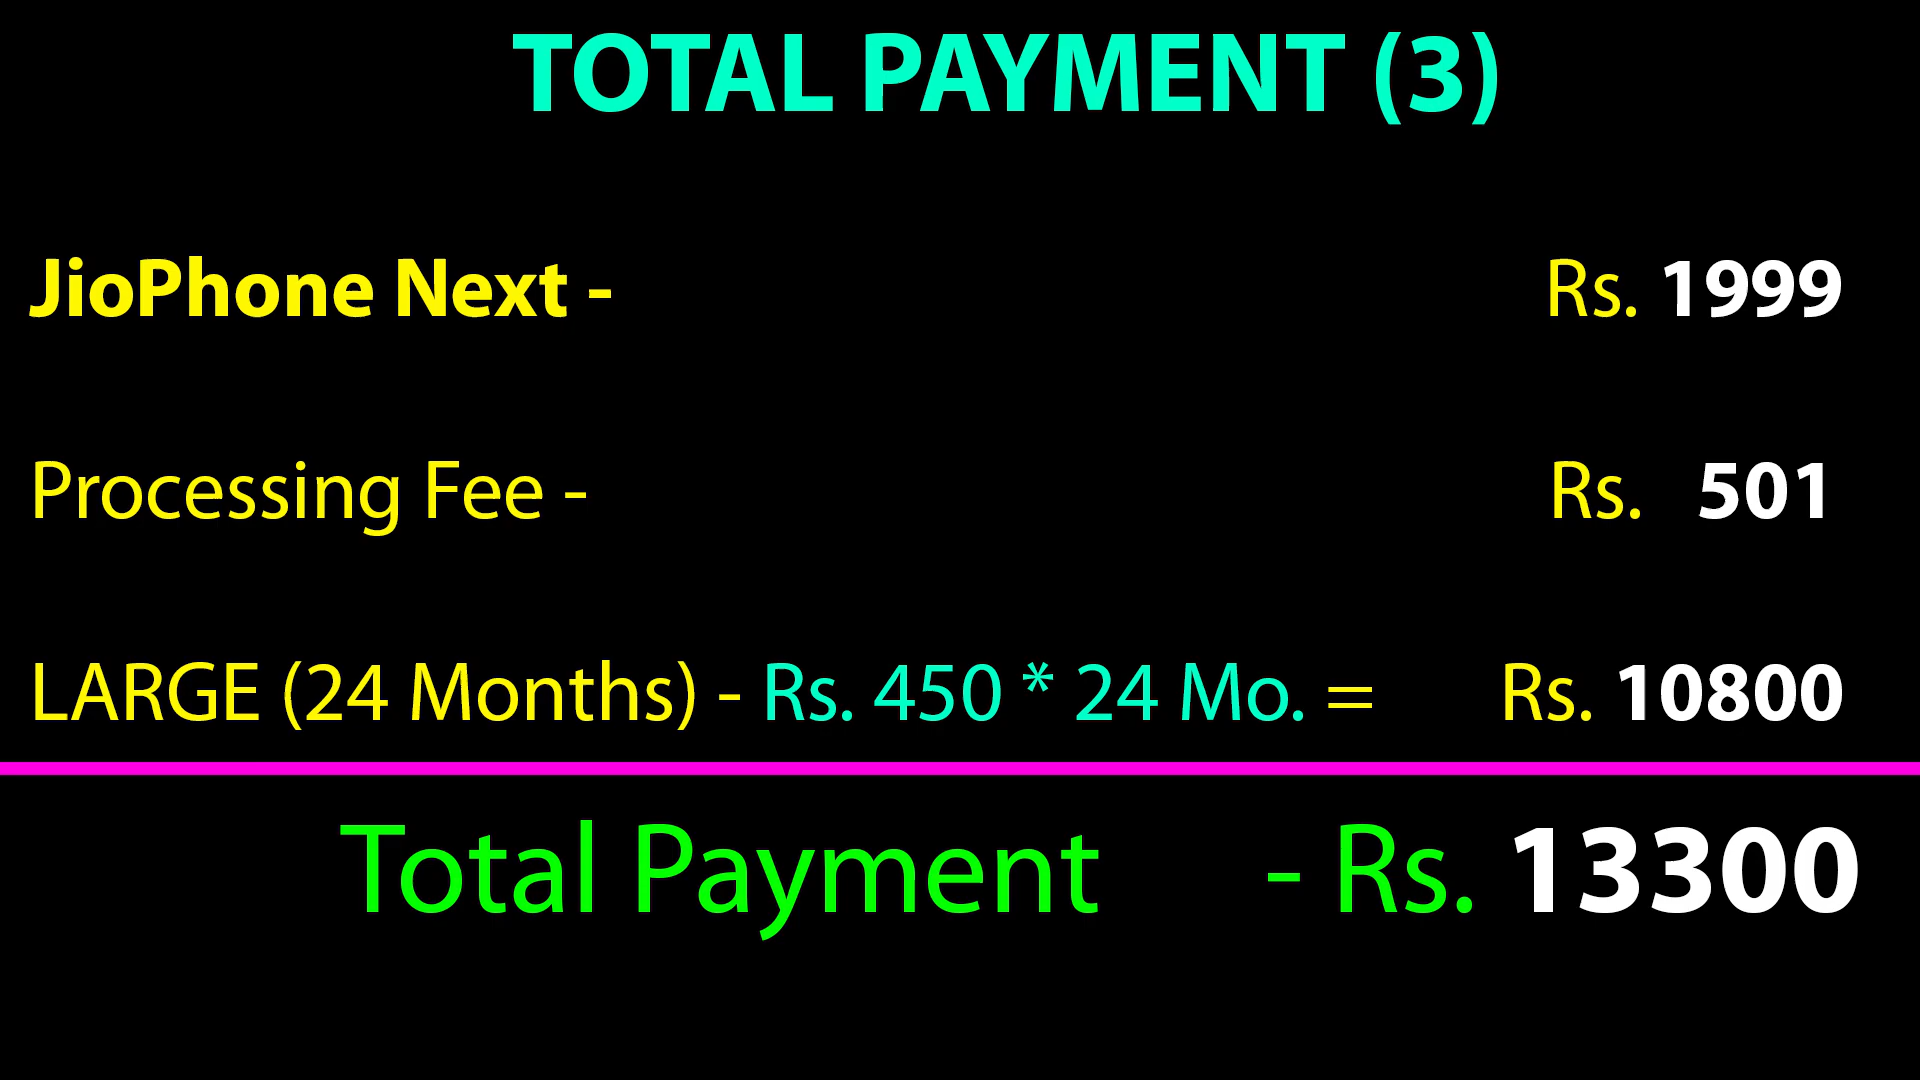 TOTAL PAYMENT (3)
JioPhone Next - Rs. 1999
Processing Fee - Rs. 501
LARGE (24 Months) - Rs. 450 * 24 Mo. = Rs. 10800
Total Payment - Rs. 13300